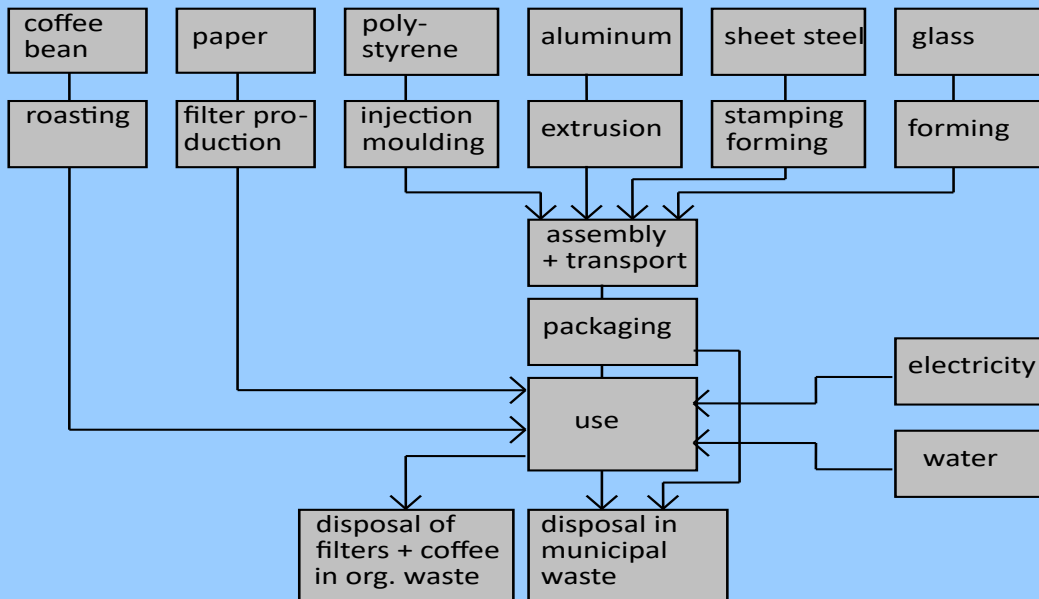 coffee
bean
paper
poly-
styrene
aluminum
sheet steel
glass
roasting
filter pro-
duction
injection
moulding
extrusion
stamping
forming
forming
assembly
+ transport
packaging
electricity
use
water
disposal of
filters + coffee
in org. waste
disposal in
municipal
waste